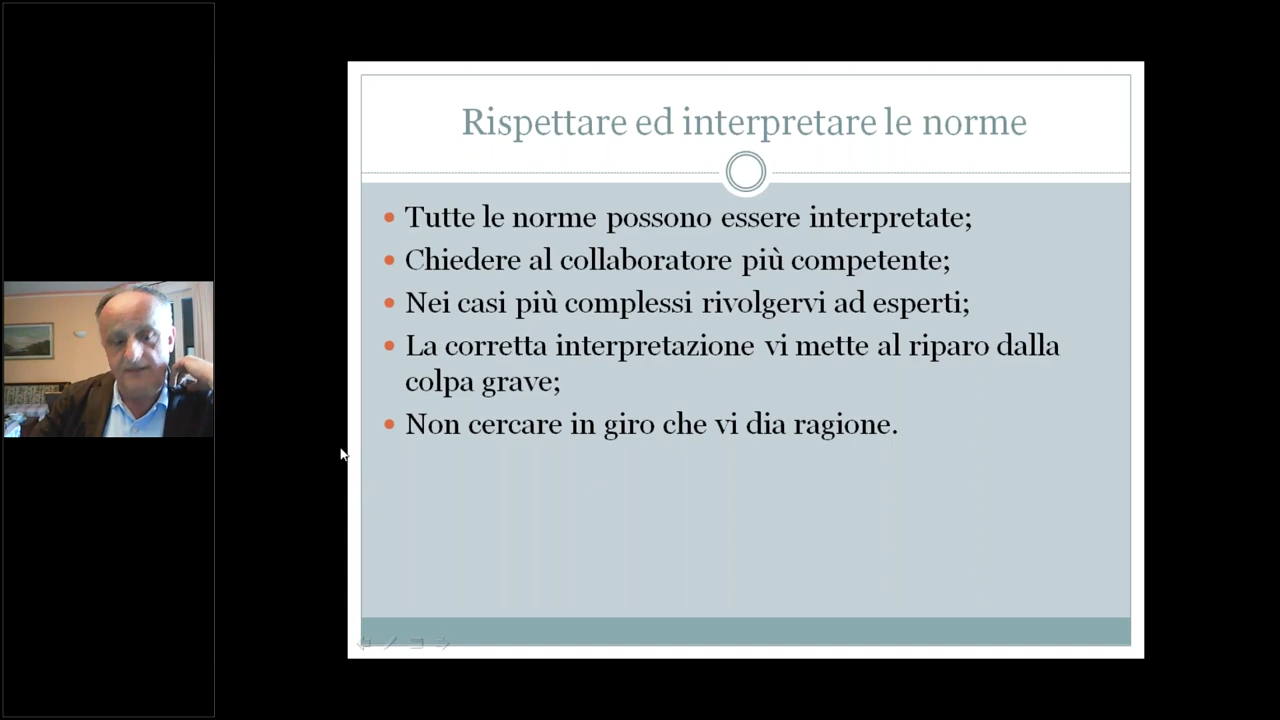 Rispettare ed interpretare le norme
Tutte le norme possono essere interpretate;
Chiedere al collaboratore più competente;
Nei casi più complessi rivolgervi ad esperti;
La corretta interpretazione vi mette al riparo dalla
colpa grave;
Non cercare in giro che vi dia ragione.